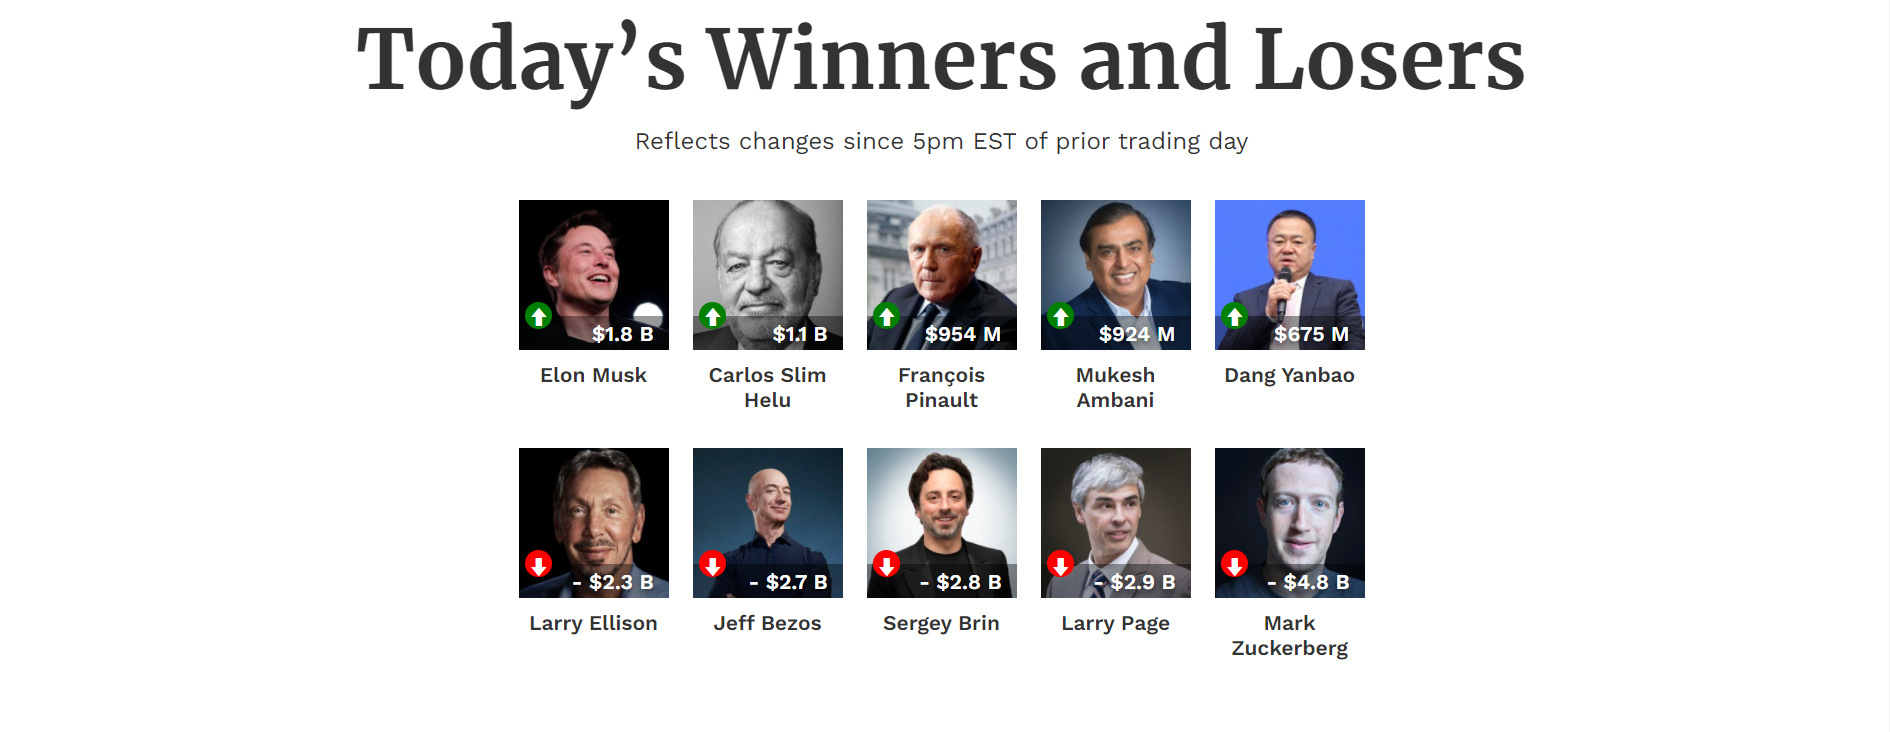 Today’s Winners and Losers
Reflects changes since 5pm EST of prior trading day
$1.8 B
$1.1 B
$954 M
$924 M
$675 M
Elon Musk
Carlos Slim
Helu
François
Pinault
Mukesh
Ambani
Dang Yanbao
- $2.3 B
- $2.7 B
- $2.8 B
- $2.9 B
- $4.8 B
Larry Ellison
Jeff Bezos
Sergey Brin
Larry Page
Mark
Zuckerberg